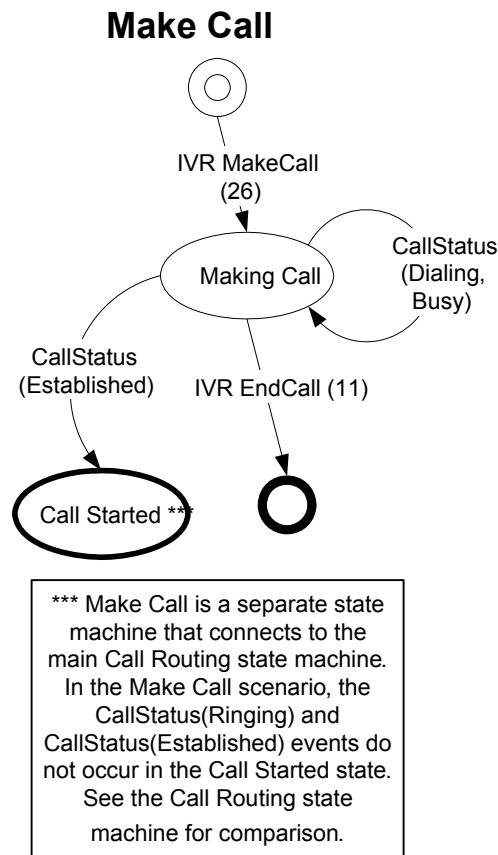 Make Call
IVR MakeCall
(26)
CallStatus
(Dialing,
Busy)
Making Call
CallStatus
(Established)
IVR EndCall (11)
Call Started ***
*** Make Call is a separate state
machine that connects to the
main Call Routing state machine.
In the Make Call scenario, the
CallStatus(Ringing) and
CallStatus(Established) events do
not occur in the Call Started state.
See the Call Routing state
machine for comparison.